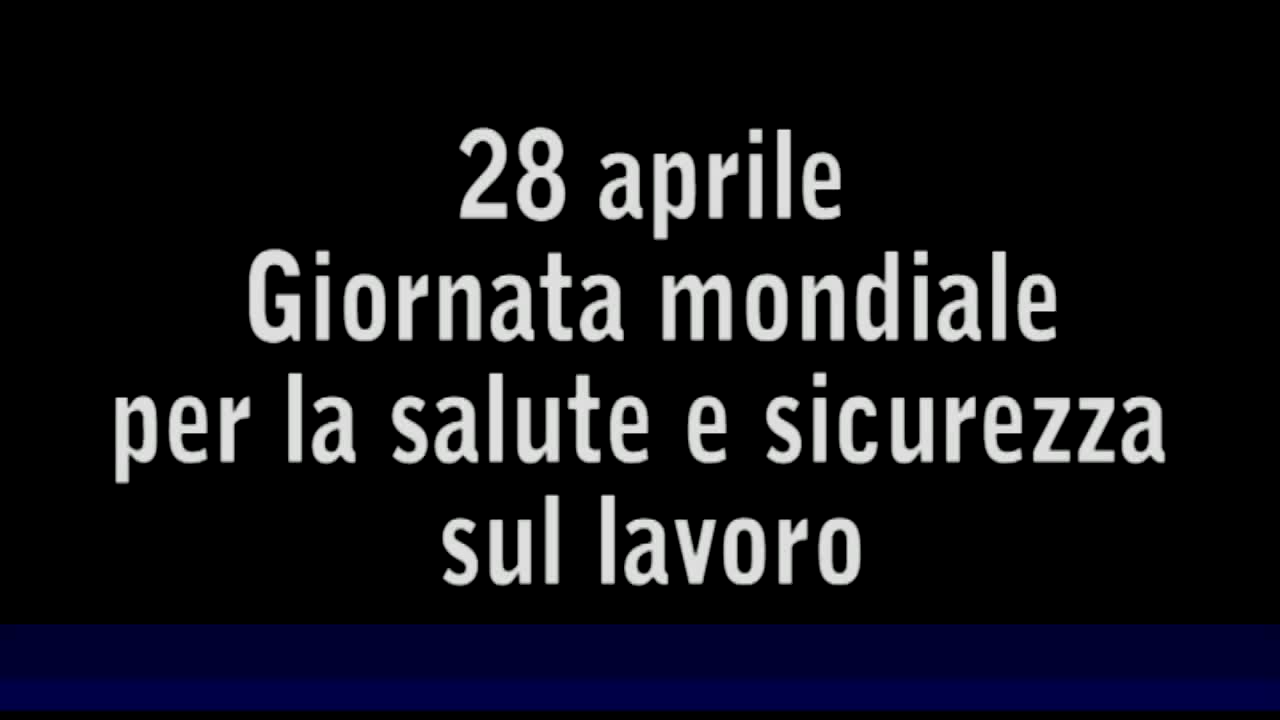 28 aprile
Giornata mondiale
per la salute e sicurezza
sul lavoro